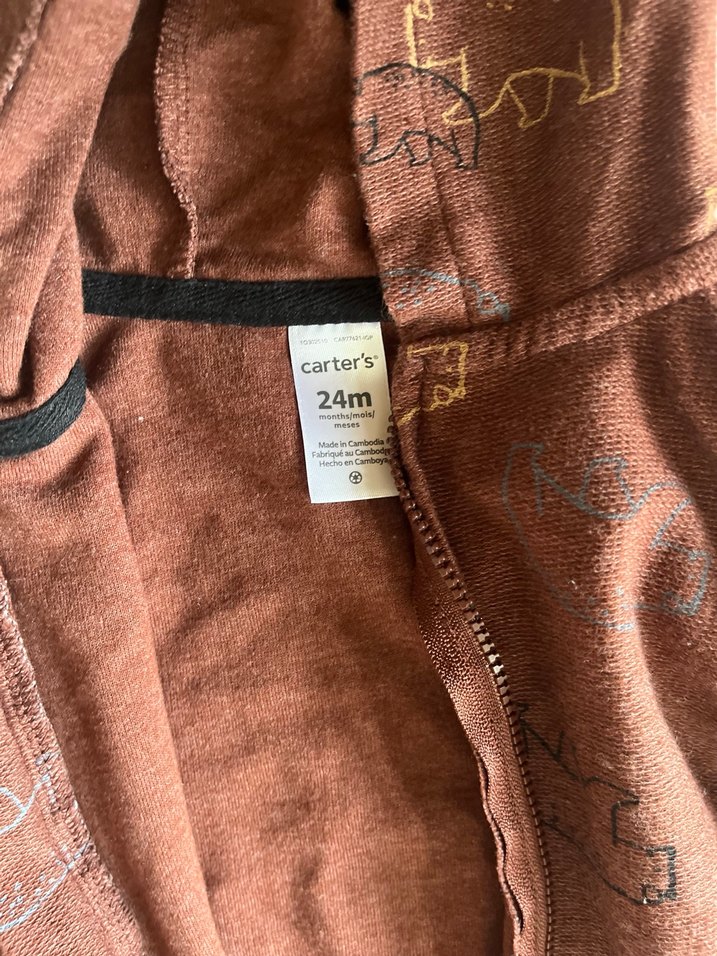 carter's®
24m
months/mois/
meses
Made in Cambodia
Fabriqué au Cambodge
Hecho en Camboya